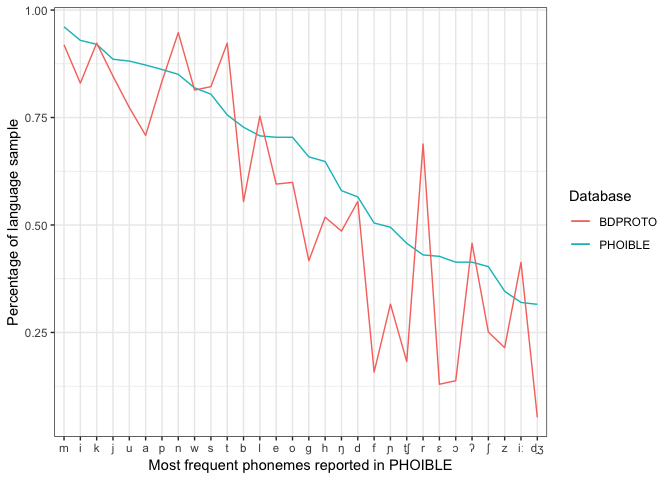 1.00
0.75
0.50
0.25
Percentage of language sample
m i k j u a p n w s t b l e o g h ŋ d f ɲ tʃ r ɛ ɔ ʔ ʃ z iː dʒ
Most frequent phonemes reported in PHOIBLE
Database
BDPROTO
PHOIBLE